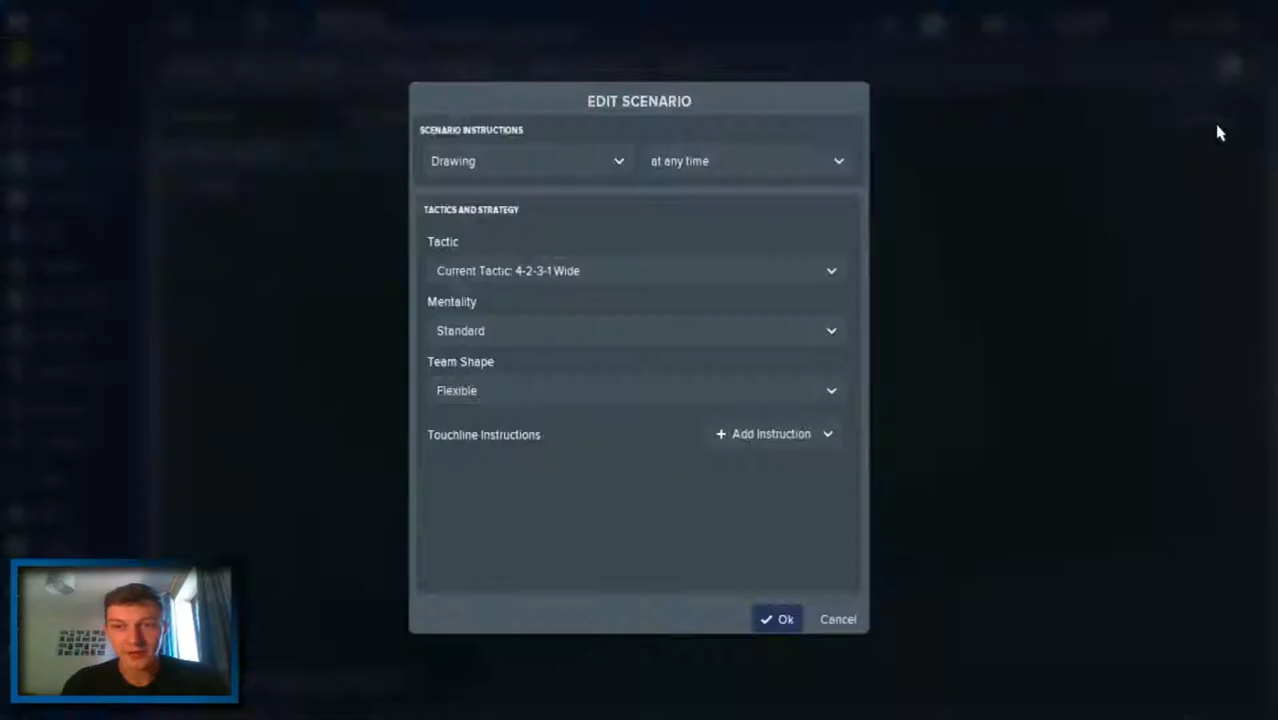 EDIT SCENARIO
SCENARIO INSTRUCTIONS
Drawing at any time
TACTICS AND STRATEGY
Tactic
Current Tactic: 4-2-3-1 Wide
Mentality
Standard
Team Shape
Flexible
Touchline Instructions + Add Instruction
Ok Cancel